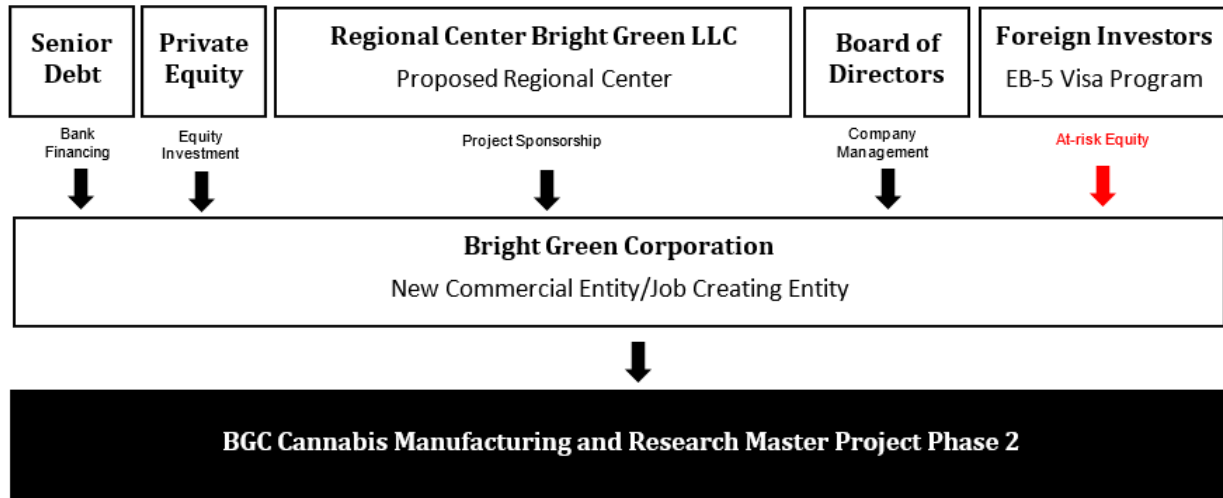 Senior
Debt
Private
Equity
Regional Center Bright Green LLC
Proposed Regional Center
Board of
Directors
Foreign Investors
EB-5 Visa Program
Bank
Financing
Equity
Investment
Project Sponsorship
Company
Management
At-risk Equity
Bright Green Corporation
New Commercial Entity/Job Creating Entity
BGC Cannabis Manufacturing and Research Master Project Phase 2